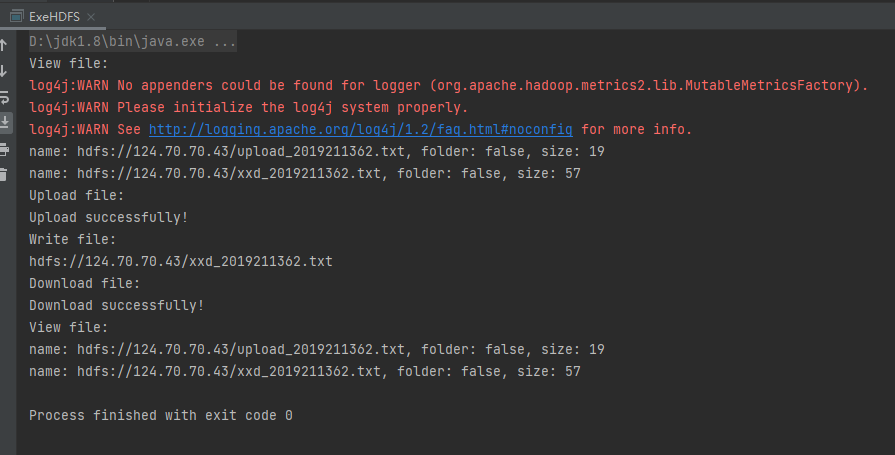 ExeHDFS
D:\jdk1.8\bin\java.exe ...
View file:
log4j:WARN No appenders could be found for logger (org.apache.hadoop.metrics2.lib.MutableMetricsFactory).
log4j:WARN Please initialize the log4j system properly.
log4j:WARN See http://logging.apache.org/log4j/1.2/faq.html#noconfig for more info.
name: hdfs://124.70.70.43/upload_2019211362.txt, folder: false, size: 19
name: hdfs://124.70.70.43/xxd_2019211362.txt, folder: false, size: 57
Upload file:
Upload successfully!
Write file:
hdfs://124.70.70.43/xxd_2019211362.txt
Download file:
Download successfully!
View file:
name: hdfs://124.70.70.43/upload_2019211362.txt, folder: false, size: 19
name: hdfs://124.70.70.43/xxd_2019211362.txt, folder: false, size: 57
Process finished with exit code 0